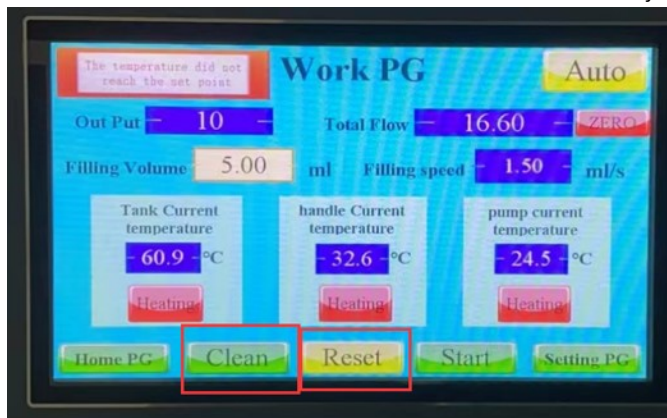 The temperature did not
reach the set point
Work PG
Auto
Out Put 10 Total Flow 16.60 ZERO
Filling Volume 5.00 ml Filling speed 1.50 ml/s
Tank Current
temperature
60.9 °C
Heating
handle Current
temperature
32.6 °C
Heating
pump current
temperature
24.5 °C
Heating
Home PG Clean Reset Start Setting PG